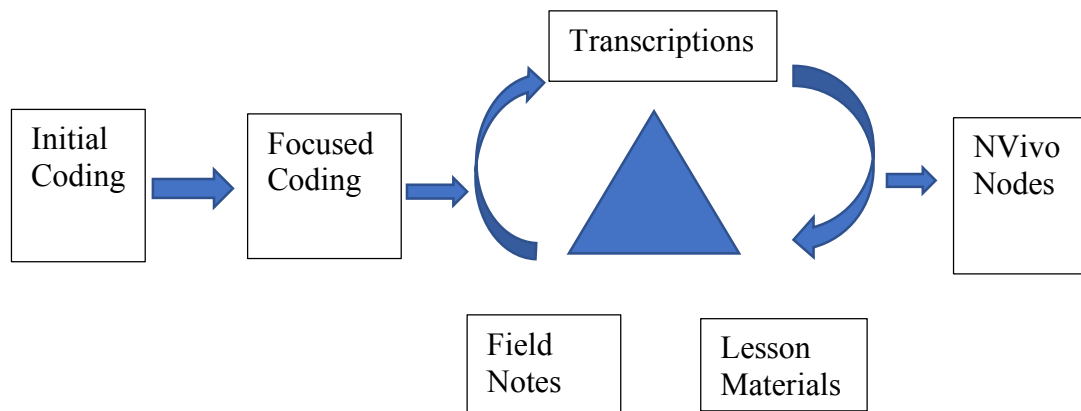 Transcriptions
Initial
Coding
Focused
Coding
NVivo
Nodes
Field
Notes
Lesson
Materials